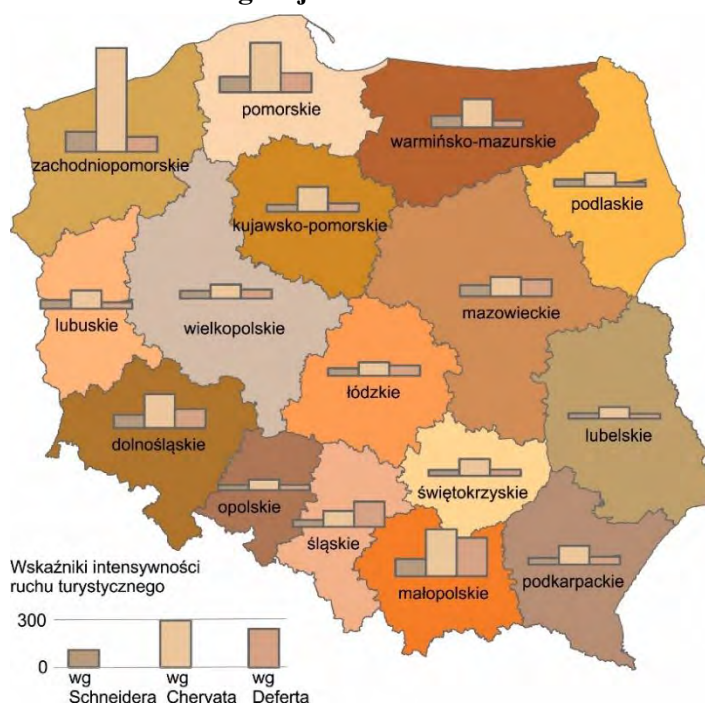 pomorskie
zachodniopomorskie
warmińsko-mazurskie
podlaskie
kujawsko-pomorskie
mazowieckie
lubuskie
wielkopolskie
łódzkie
lubelskie
dolnośląskie
świętokrzyskie
opolskie
śląskie
podkarpackie
małopolskie
Wskaźniki intensywności
ruchu turystycznego
300
0
wg wg wg
Schneidera Chervata Deferta